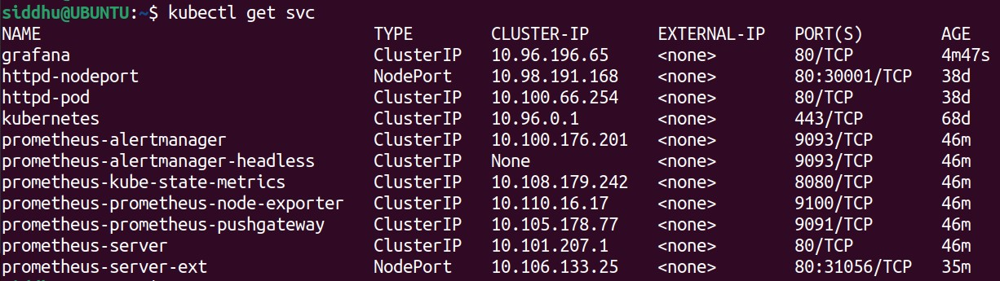 siddhu@UBUNTU:~$ kubectl get svc
NAME TYPE CLUSTER-IP EXTERNAL-IP PORT(S) AGE
grafana ClusterIP 10.96.196.65 <none> 80/TCP 4m47s
httpd-nodeport NodePort 10.98.191.168 <none> 80:30001/TCP 38d
httpd-pod ClusterIP 10.100.66.254 <none> 80/TCP 38d
kubernetes ClusterIP 10.96.0.1 <none> 443/TCP 68d
prometheus-alertmanager ClusterIP 10.100.176.201 <none> 9093/TCP 46m
prometheus-alertmanager-headless ClusterIP None <none> 9093/TCP 46m
prometheus-kube-state-metrics ClusterIP 10.108.179.242 <none> 8080/TCP 46m
prometheus-prometheus-node-exporter ClusterIP 10.110.16.17 <none> 9100/TCP 46m
prometheus-prometheus-pushgateway ClusterIP 10.105.178.77 <none> 9091/TCP 46m
prometheus-server ClusterIP 10.101.207.1 <none> 80/TCP 46m
prometheus-server-ext NodePort 10.106.133.25 <none> 80:31056/TCP 35m